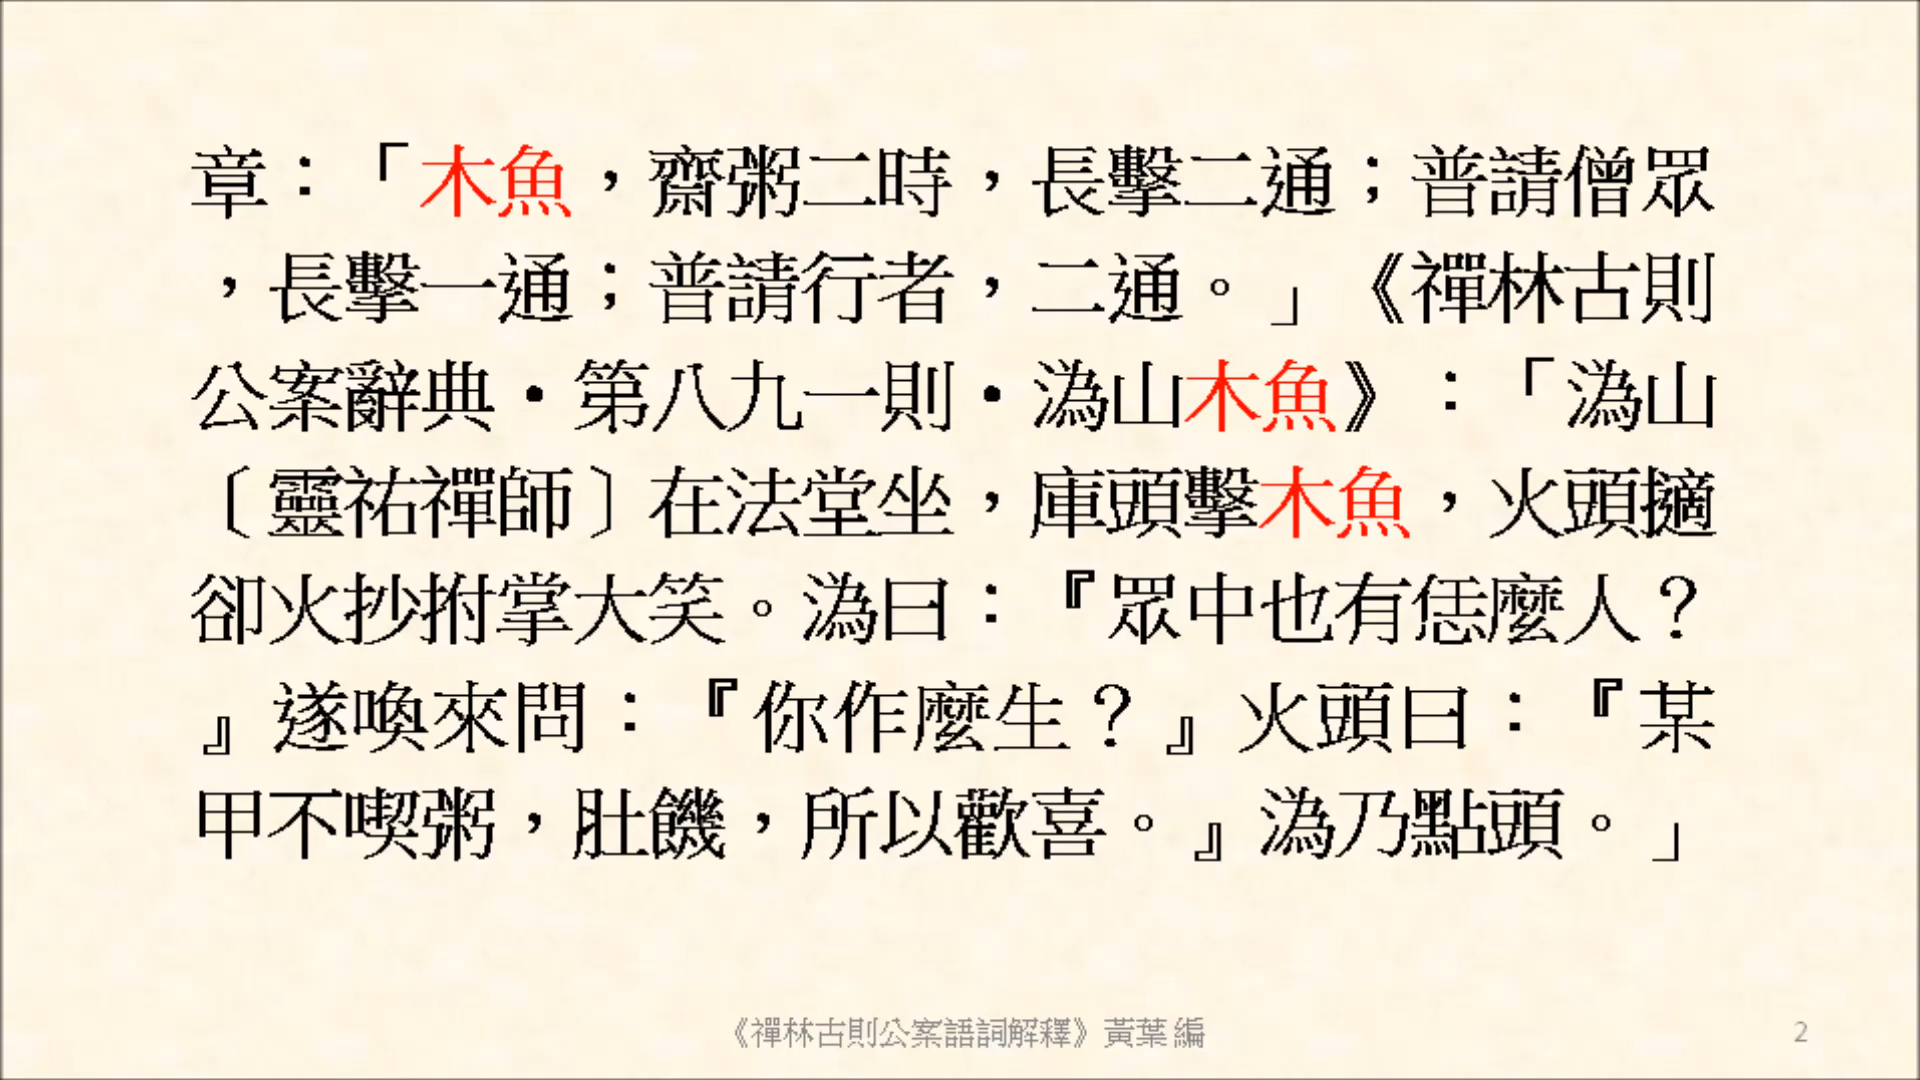 章：「木魚，齋粥二時，長擊二通；普請僧眾
，長擊一通；普請行者，二通。」《禪林古則
公案辭典‧第八九一則‧溈山木魚》：「溈山
〔靈祐禪師〕在法堂坐，庫頭擊木魚，火頭擿
卻火抄拊掌大笑。溈曰：『眾中也有恁麼人？
』遂喚來問：『你作麼生？』火頭曰：『某
甲不喫粥，肚饑，所以歡喜。』溈乃點頭。」
《禪林古則公案語詞解釋》黃葉 編
2